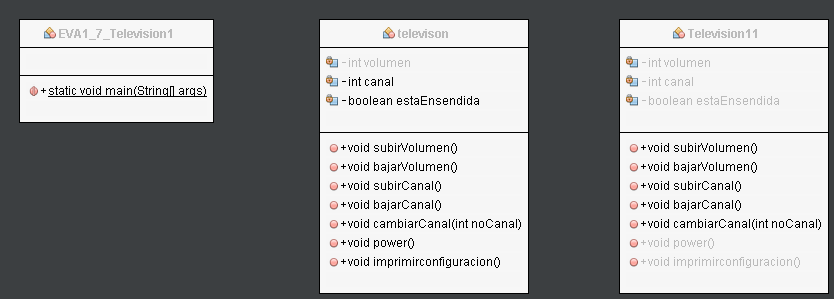 EVA1_7_Television1
+static void main(String[] args)
televison
-int volumen
-int canal
-boolean estaEnsendida
+void subirVolumen()
+void bajarVolumen()
+void subirCanal()
+void bajarCanal()
+void cambiarCanal(int noCanal)
+void power()
+void imprimirconfiguracion()
Television11
-int volumen
-int canal
-boolean estaEnsendida
+void subirVolumen()
+void bajarVolumen()
+void subirCanal()
+void bajarCanal()
+void cambiarCanal(int noCanal)
+void power()
+void imprimirconfiguracion()